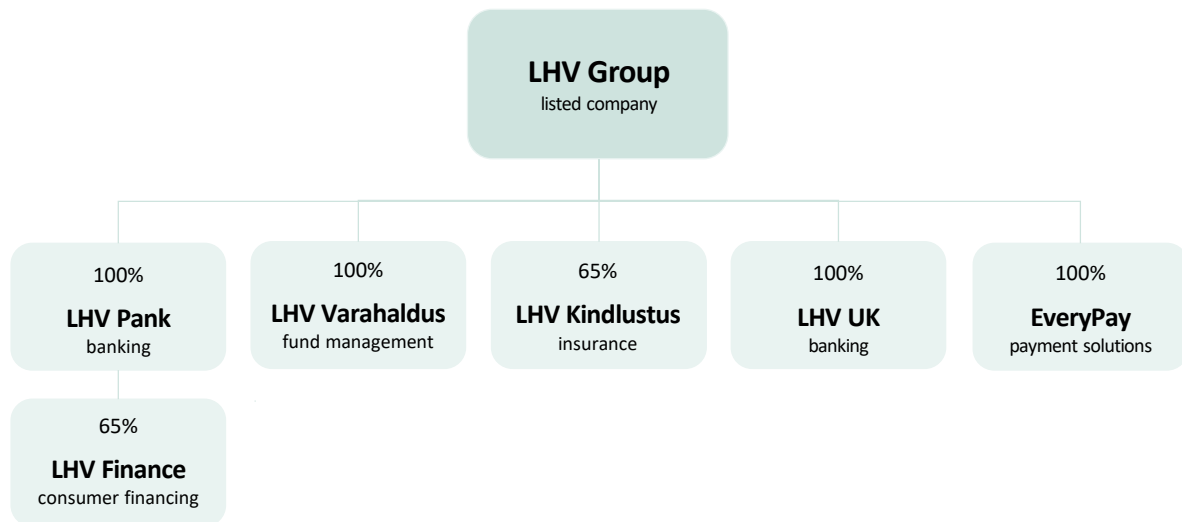 LHV Group
listed company
100%
LHV Pank
banking
100%
LHV Varahaldus
fund management
65%
LHV Kindlustus
insurance
100%
LHV UK
banking
100%
EveryPay
payment solutions
65%
LHV Finance
consumer financing